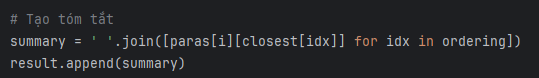 # Tạo tóm tắt
summary = ' '.join([paras[i][closest[idx]] for idx in ordering])
result.append(summary)